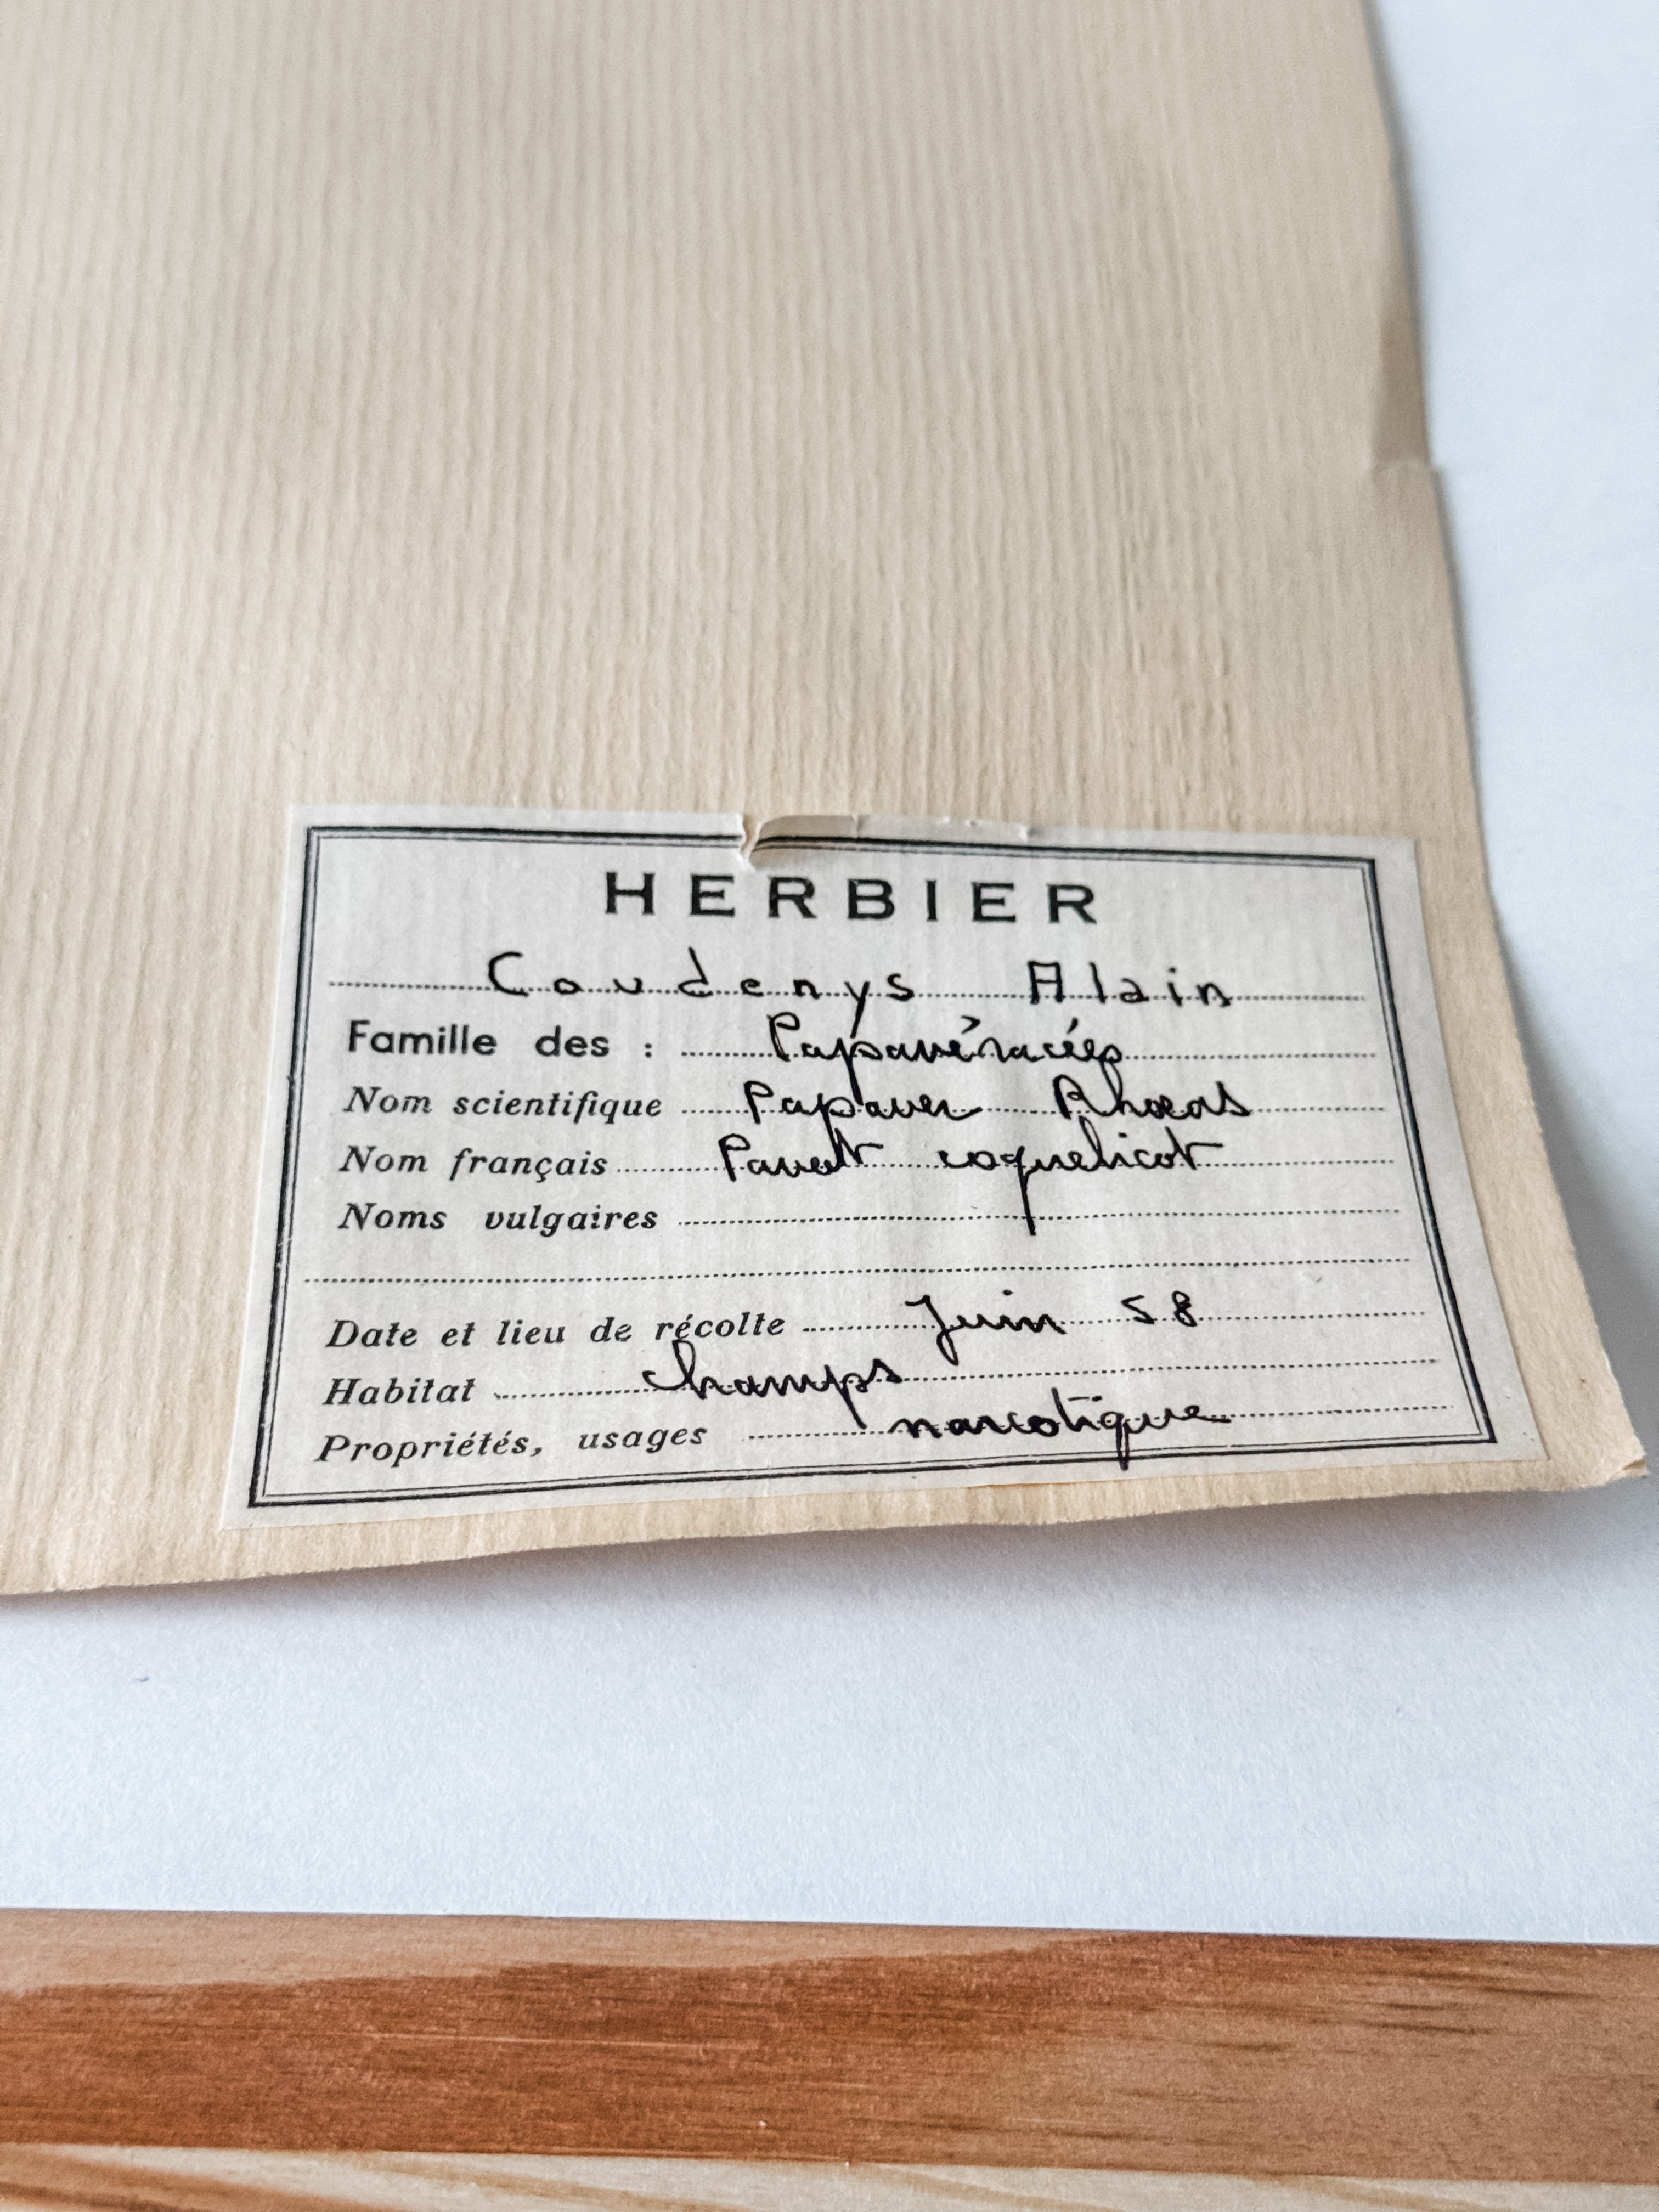 HERBIER
Coudenys Alain
Famille des : Papavéracées
Nom scientifique Papaver Rhœas
Nom français Pavot coquelicot
Noms vulgaires
Date et lieu de récolte Juin 58
Habitat champs
Propriétés, usages narcotique